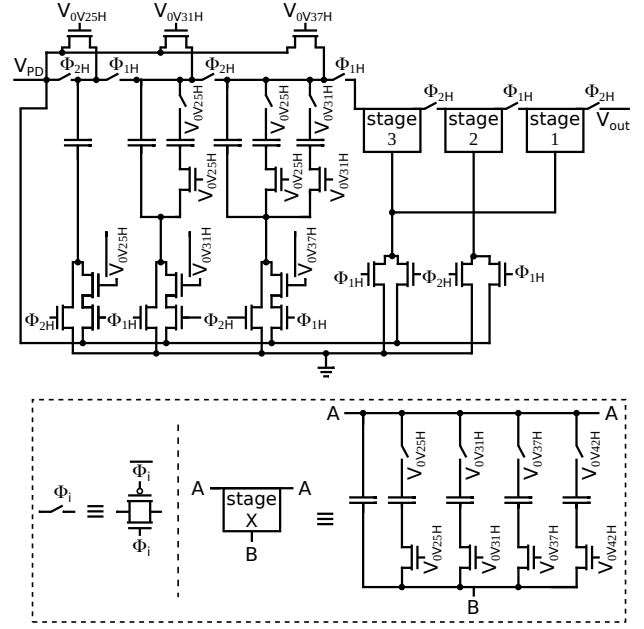 V0V25H V0V31H V0V37H
VPD Φ2H Φ1H Φ2H Φ1H
V0V25H V0V25H V0V31H
Φ2H Φ1H Φ2H Vout
stage 3 stage 2 stage 1
V0V25H V0V25H V0V31H
V0V25H V0V31H V0V37H
Φ1H Φ2H Φ1H
Φ2H Φ1H Φ2H Φ1H
A A
V0V25H V0V31H V0V37H V0V42H
Φi ≡ Φi
Φi
A stage X A ≡
B
V0V25H V0V31H V0V37H V0V42H
B